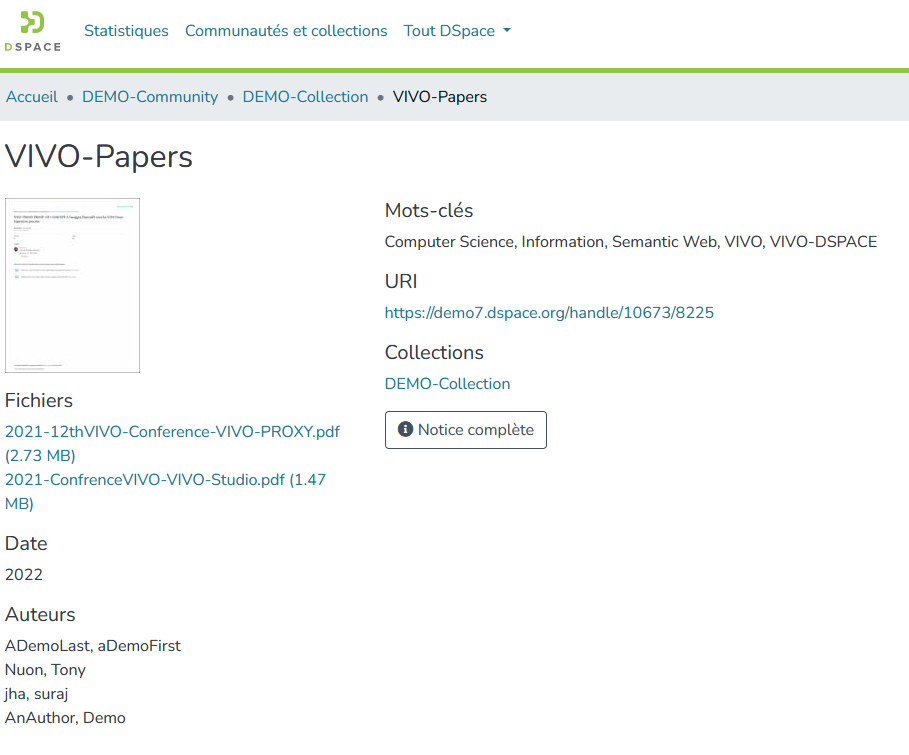 DSPACE
Statistiques
Communautés et collections
Tout DSpace
Accueil • DEMO-Community • DEMO-Collection • VIVO-Papers
VIVO-Papers
Fichiers
2021-12thVIVO-Conference-VIVO-PROXY.pdf
(2.73 MB)
2021-ConfrenceVIVO-VIVO-Studio.pdf (1.47
MB)
Date
2022
Auteurs
ADemoLast, aDemoFirst
Nuon, Tony
jha, suraj
AnAuthor, Demo
Mots-clés
Computer Science, Information, Semantic Web, VIVO, VIVO-DSPACE
URI
https://demo7.dspace.org/handle/10673/8225
Collections
DEMO-Collection
Notice complète